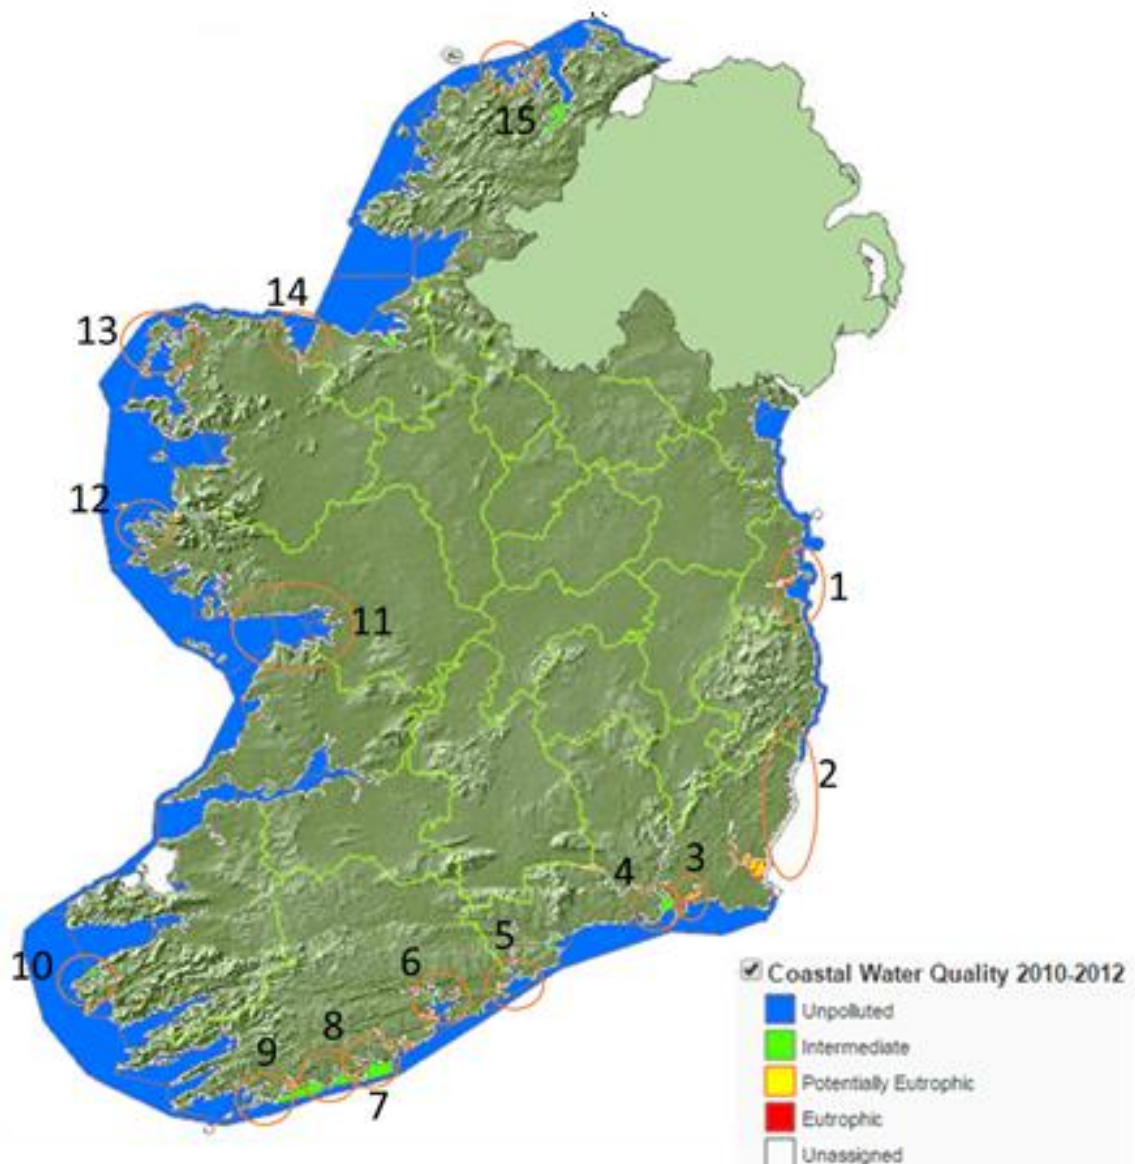 15
14
13
12
1
11
2
3
4
5
6
10
8
9
7
Coastal Water Quality 2010-2012
Unpolluted
Intermediate
Potentially Eutrophic
Eutrophic
Unassigned